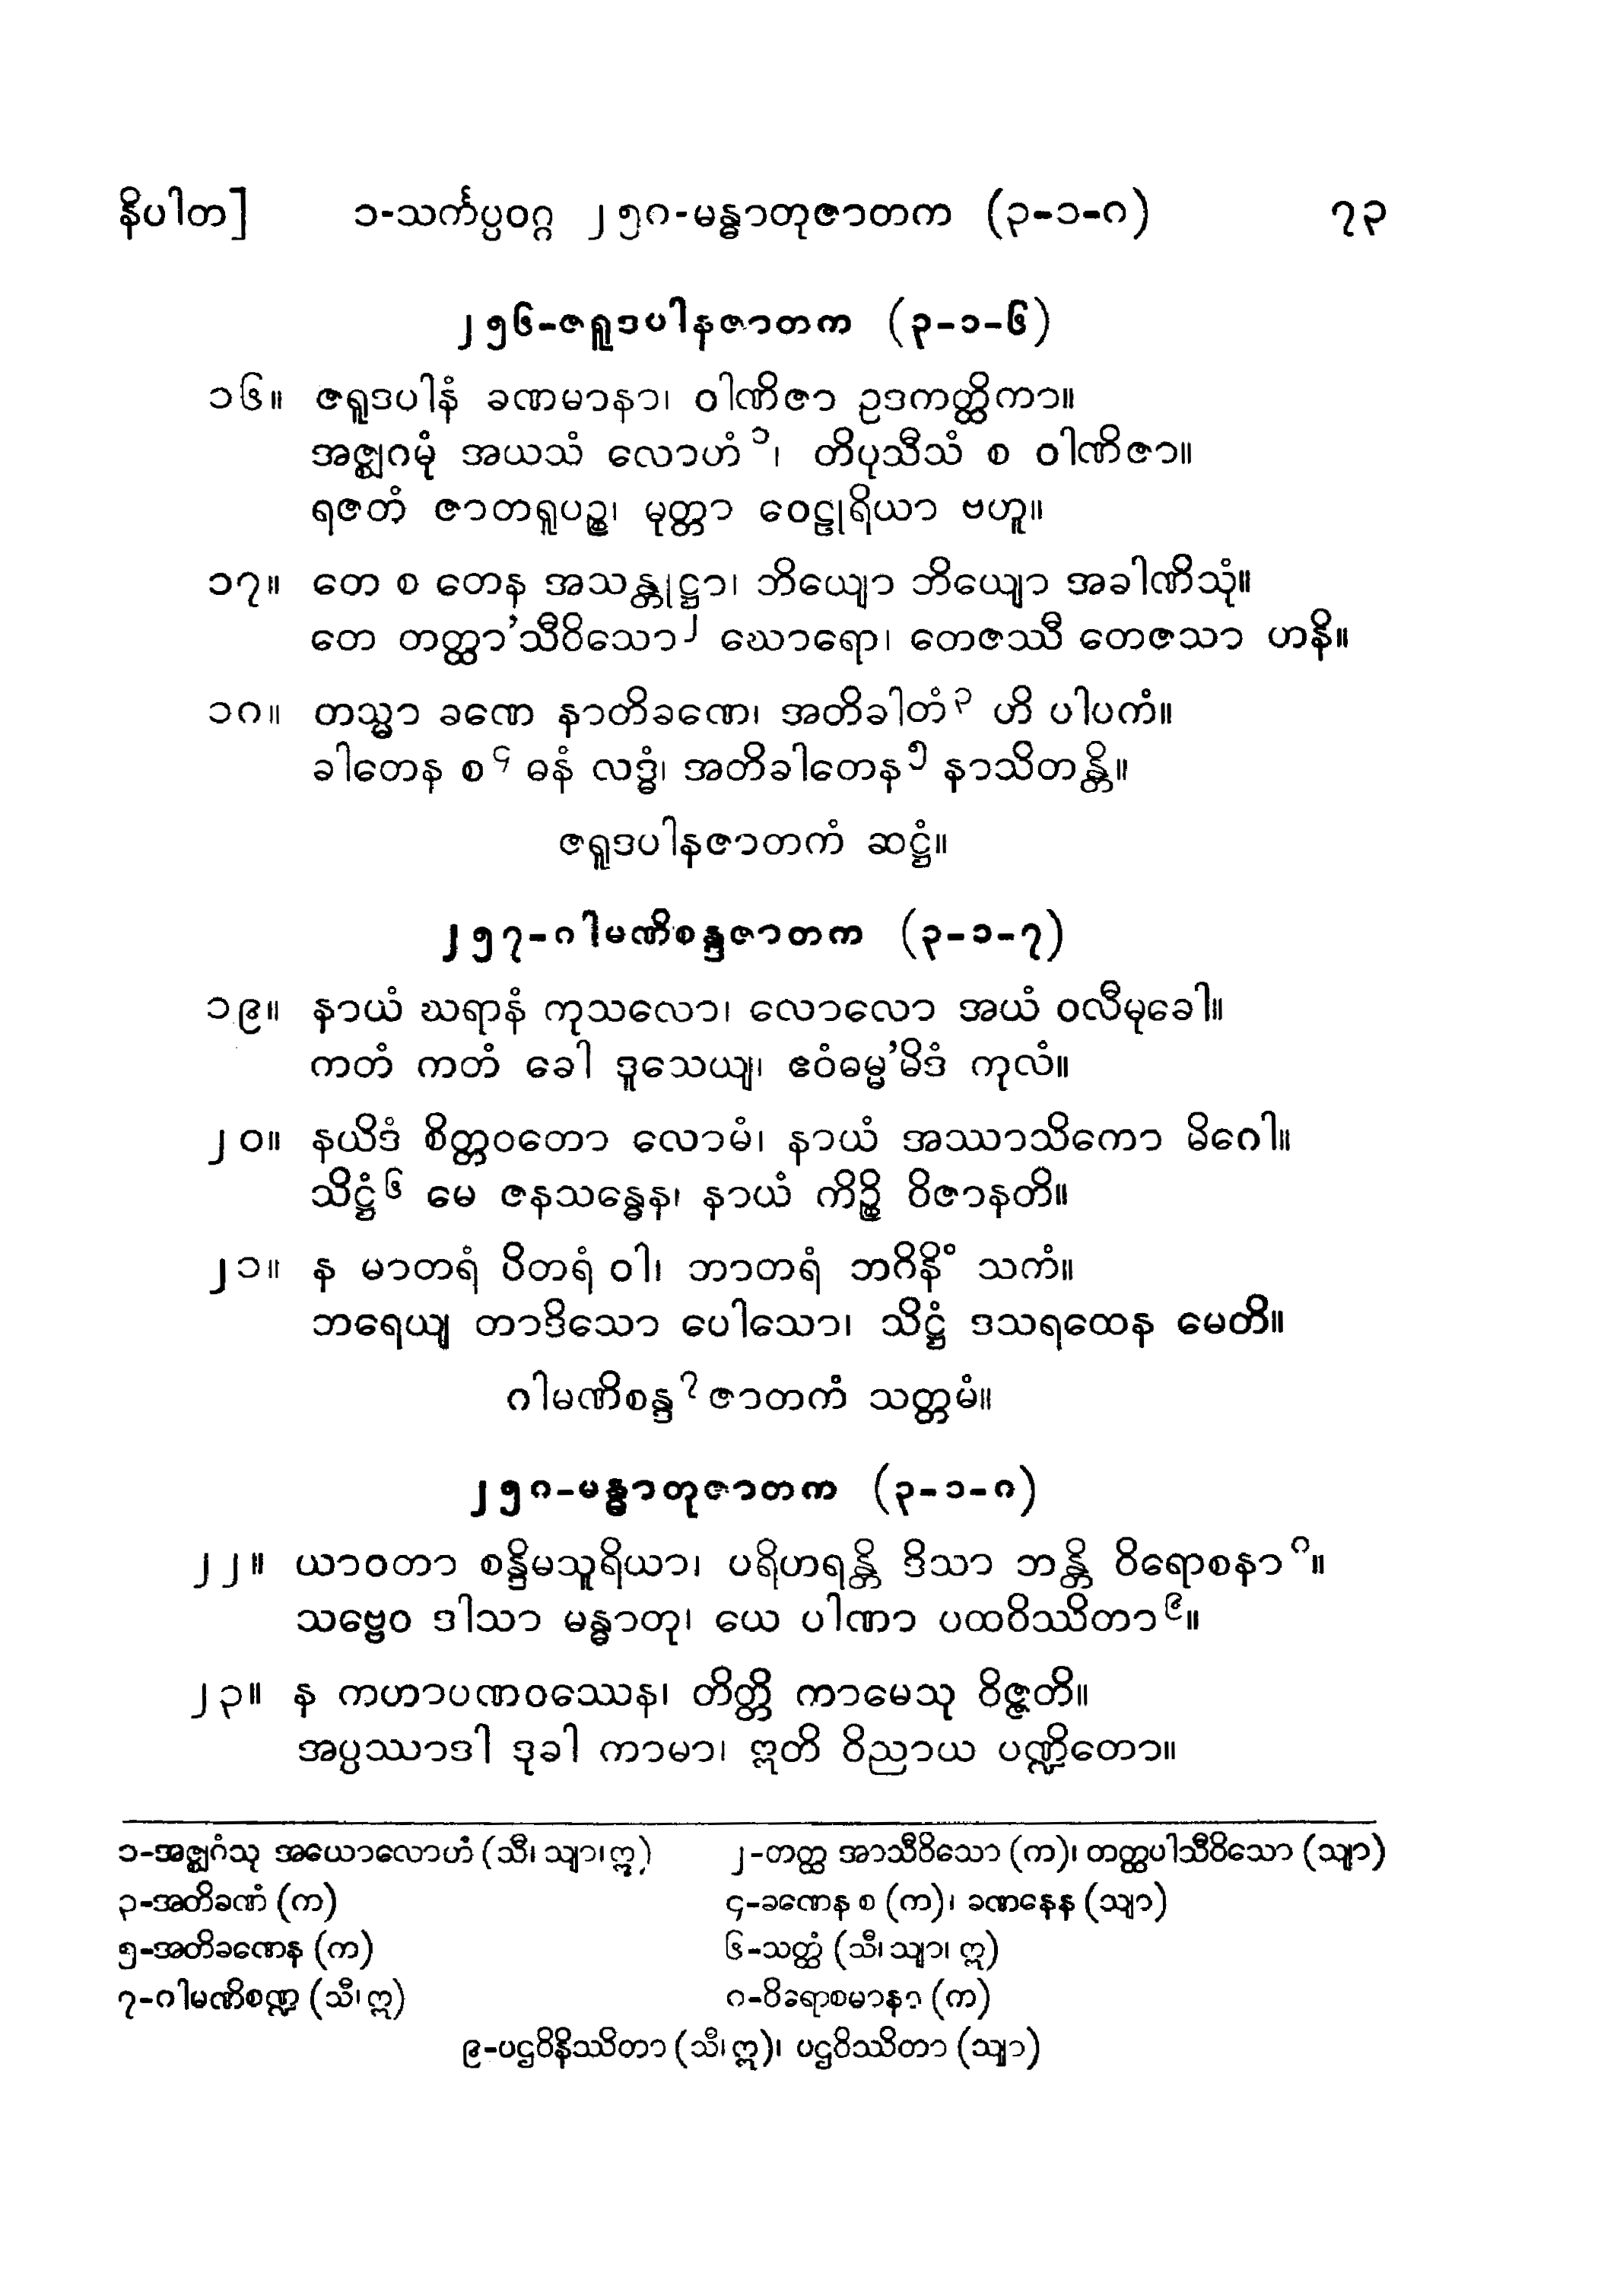 နိပါတ] ၁-သင်္ကပ္ပဝဂ္ဂ ၂၅၈-မန္ဓာတုဇာတက (၃-၁-၈) ၇၃
၂၅၆-ဇရူဒပါနဇာတက (၃-၁-၆)
၁၆။ ဇရူဒပါနံ ခဏမာနာ၊ ဝါဏိဇာ ဥဒကတ္ထိကာ။
အဇ္ဈဂမုံ အယသံ လောဟံ ၁၊ တိပုသီသံ စ ဝါဏိဇာ။
ရဇတံ ဇာတရူပဉ္စ၊ မုတ္တာ ဝေဠူရိယာ ဗဟူ။
၁၇။ တေ စ တေန အသန္တုဋ္ဌာ၊ ဘိယျော ဘိယျော အခါဏိသုံ။
တေ တတ္ထာ’သီဝိသော၂ ဃောရော၊ တေဇဿီ တေဇသာ ဟနိ။
၁၈။ တသ္မာ ခဏေ နာတိခဏေ၊ အတိခါတံ၃ ဟိ ပါပကံ။
ခါတေန စ၄ ဓနံ လဒ္ဓံ၊ အတိခါတေန၅ နာသိတန္တိ။
ဇရူဒပါနဇာတကံ ဆဋ္ဌံ။
၂၅၇-ဂါမဏိစန္ဒဇာတက (၃-၁-၇)
၁၉။ နာယံ ဃရာနံ ကုသလော၊ လောလော အယံ ဝလီမုခေါ။
ကတံ ကတံ ခေါ ဒူသေယျ၊ ဧဝံဓမ္မ’မိဒံ ကုလံ။
၂၀။ နယိဒံ စိတ္တဝတော လောမံ၊ နာယံ အဿာသိကော မိဂေါ။
သိဋ္ဌံ၆ မေ ဇနသန္ဓေန၊ နာယံ ကိဉ္စိ ဝိဇာနတိ။
၂၁။ န မာတရံ ပိတရံ ဝါ၊ ဘာတရံ ဘဂိနိံ သကံ။
ဘရေယျ တာဒိသော ပေါသော၊ သိဋ္ဌံ ဒသရထေန မေတိ။
ဂါမဏိစန္ဒ၇ဇာတကံ သတ္တမံ။
၂၅၈-မန္ဓာတုဇာတက (၃-၁-၈)
၂၂။ ယာဝတာ စန္ဒိမသူရိယာ၊ ပရိဟရန္တိ ဒိသာ ဘန္တိ ဝိရောစနာ၈။
သဗ္ဗေဝ ဒါသာ မန္ဓာတု၊ ယေ ပါဏာ ပထဝိဿိတာ၉။
၂၃။ န ကဟာပဏဝဿေန၊ တိတ္တိ ကာမေသု ဝိဇ္ဇတိ။
အပ္ပဿာဒါ ဒုခါ ကာမာ၊ ဣတိ ဝိညာယ ပဏ္ဍိတော။
၁-အဇ္ဈဂံသု အယောလောဟံ (သီ၊ သျာ၊ ဣ) ၂-တတ္ထ အာသီဝိသော (က)၊ တတ္ထပါသီဝိသော (သျာ)
၃-အတိခဏံ (က) ၄-ခဏေန စ (က)၊ ခဏနေန (သျာ)
၅-အတိခဏေန (က) ၆-သတ္ထံ (သီ၊ သျာ၊ ဣ)
၇-ဂါမဏိစဏ္ဍ (သီ၊ ဣ) ၈-ဝိရောစမာနာ (က)
၉-ပဌဝိနိဿိတာ (သီ၊ ဣ)၊ ပဌဝိဿိတာ (သျာ)